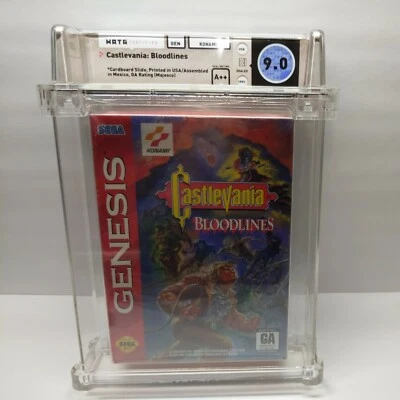 WATA
GEN
KONAMI
Castlevania: Bloodlines
*Cardboard Slide, Printed in USA/Assembled
in Mexico, GA Rating [Majesco]
A++
9.0
SEGA
KONAMI
GENESIS
Castlevania
BLOODLINES
SEGA
GA